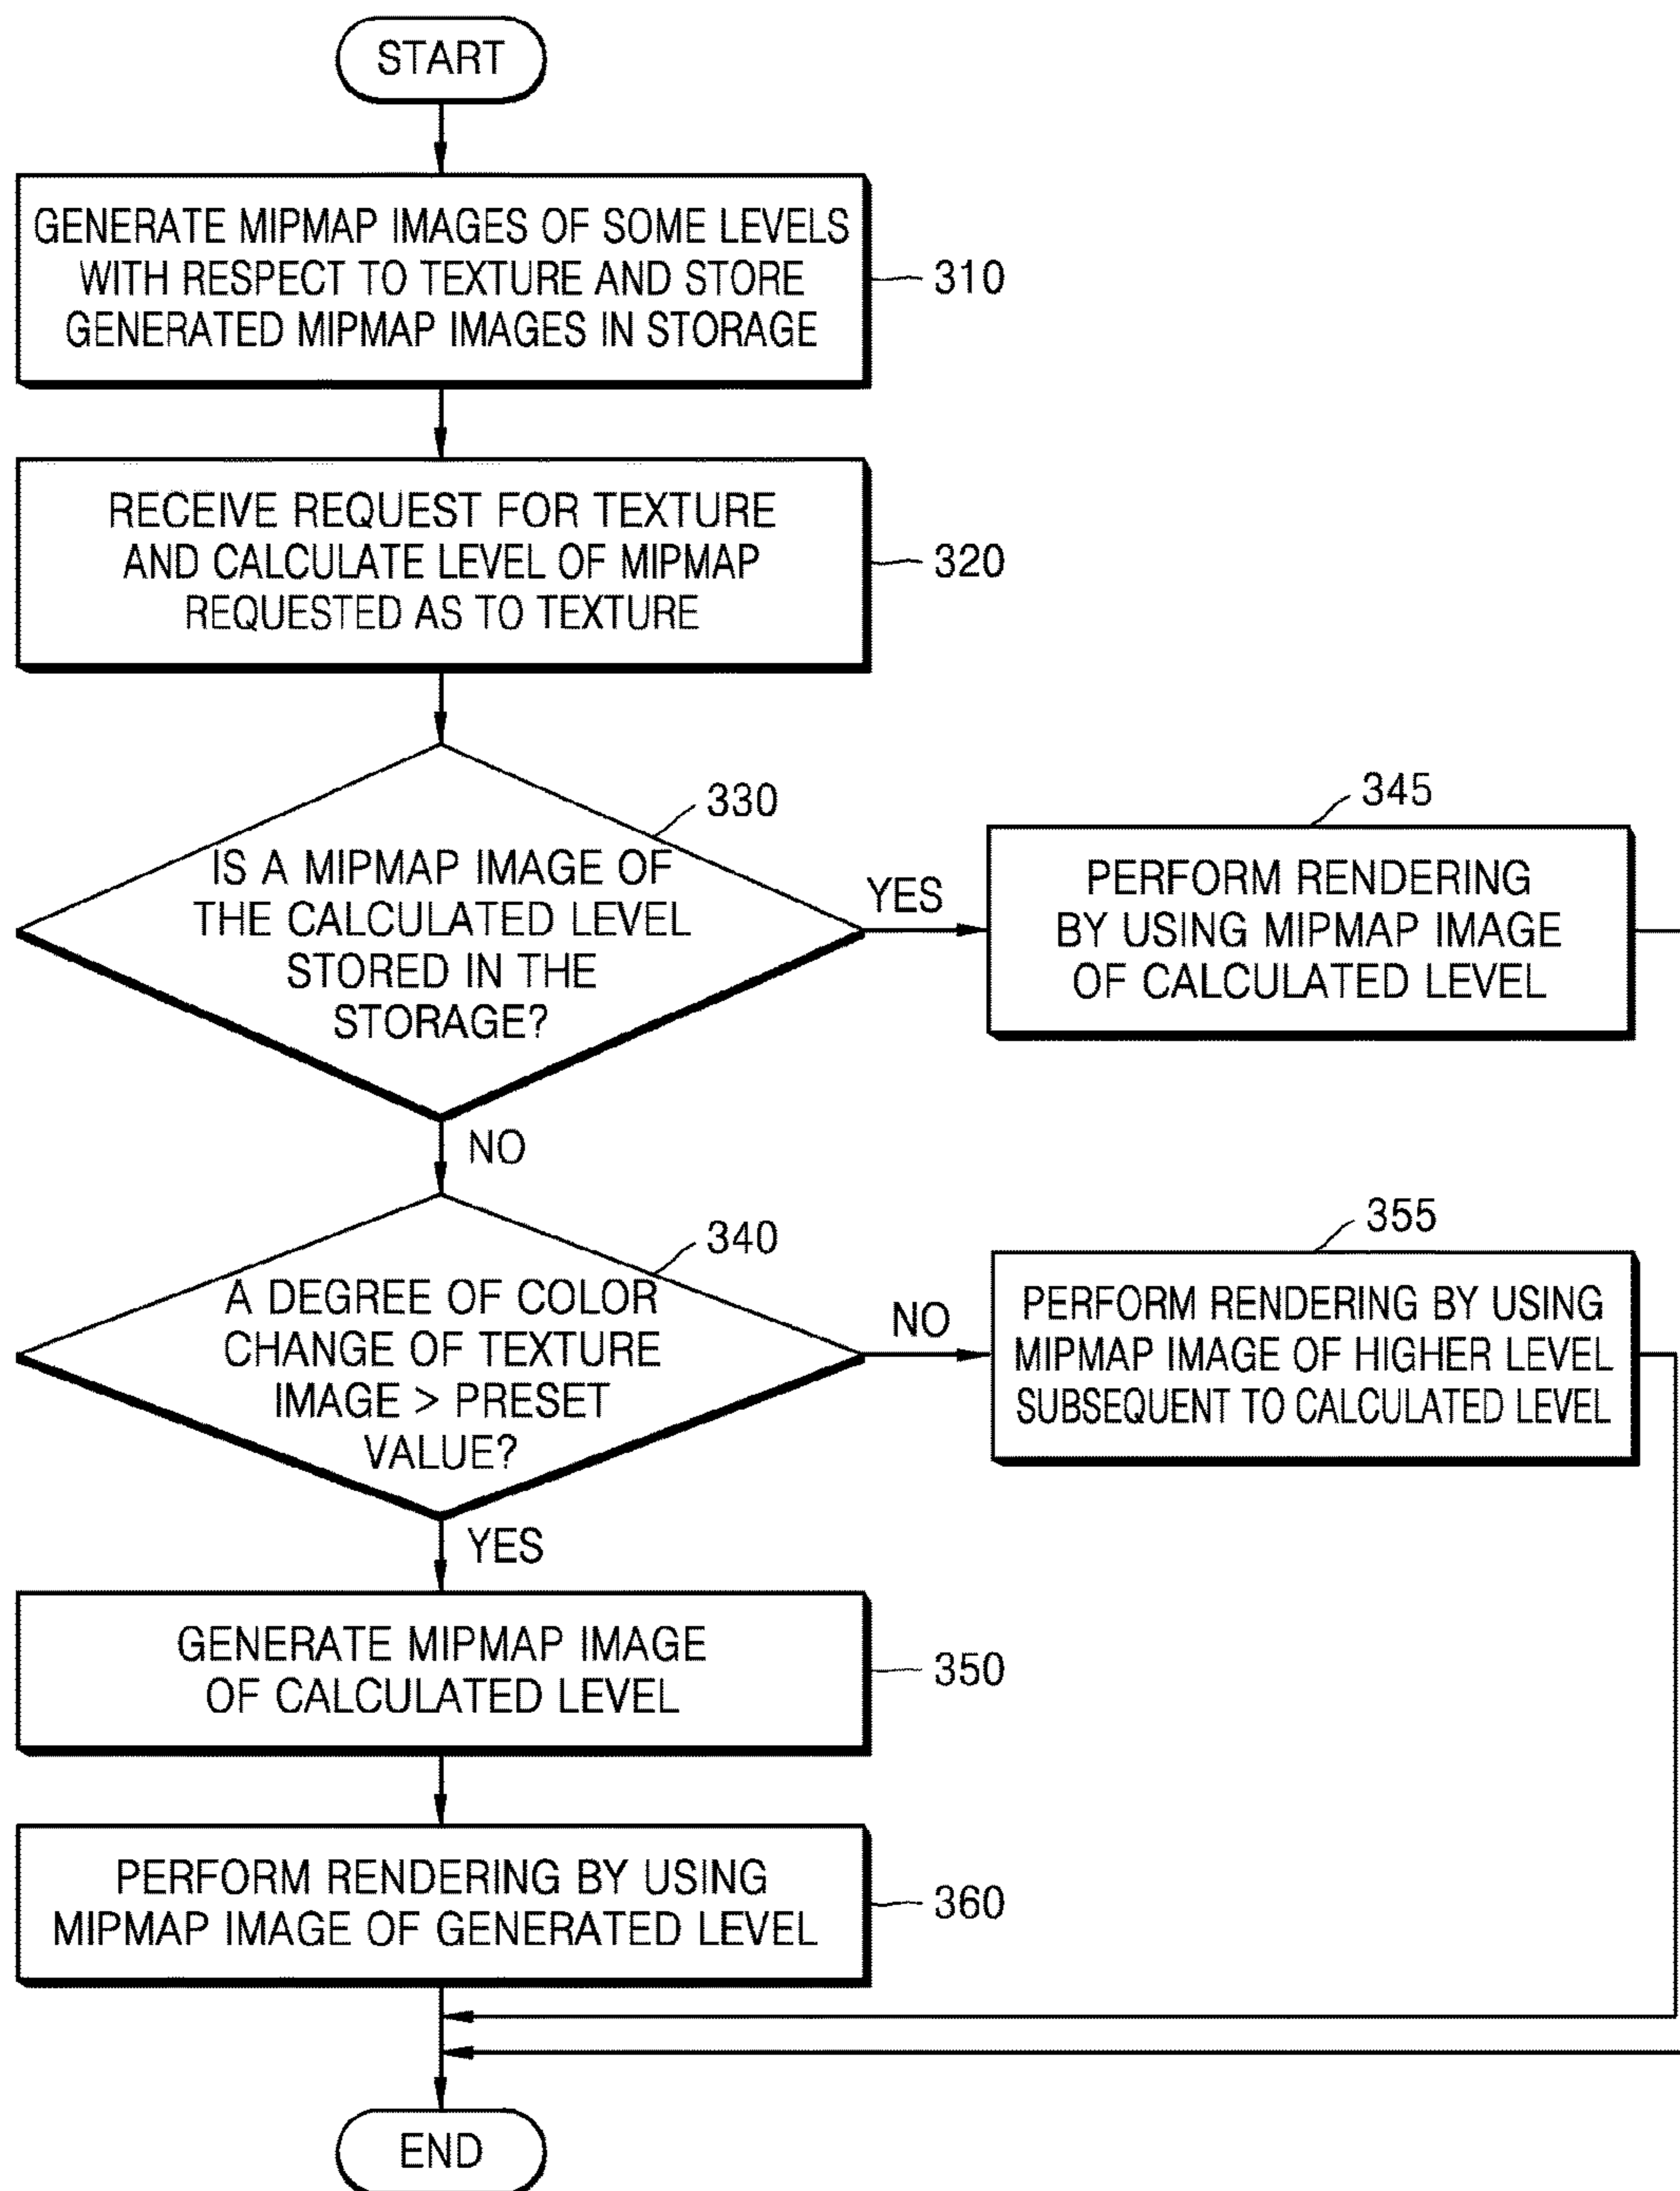 START
GENERATE MIPMAP IMAGES OF SOME LEVELS
WITH RESPECT TO TEXTURE AND STORE
GENERATED MIPMAP IMAGES IN STORAGE
310
RECEIVE REQUEST FOR TEXTURE
AND CALCULATE LEVEL OF MIPMAP
REQUESTED AS TO TEXTURE
320
330
IS A MIPMAP IMAGE OF
THE CALCULATED LEVEL
STORED IN THE
STORAGE?
YES
345
PERFORM RENDERING
BY USING MIPMAP IMAGE
OF CALCULATED LEVEL
NO
340
A DEGREE OF COLOR
CHANGE OF TEXTURE
IMAGE > PRESET
VALUE?
NO
355
PERFORM RENDERING BY USING
MIPMAP IMAGE OF HIGHER LEVEL
SUBSEQUENT TO CALCULATED LEVEL
YES
GENERATE MIPMAP IMAGE
OF CALCULATED LEVEL
350
PERFORM RENDERING BY USING
MIPMAP IMAGE OF GENERATED LEVEL
360
END